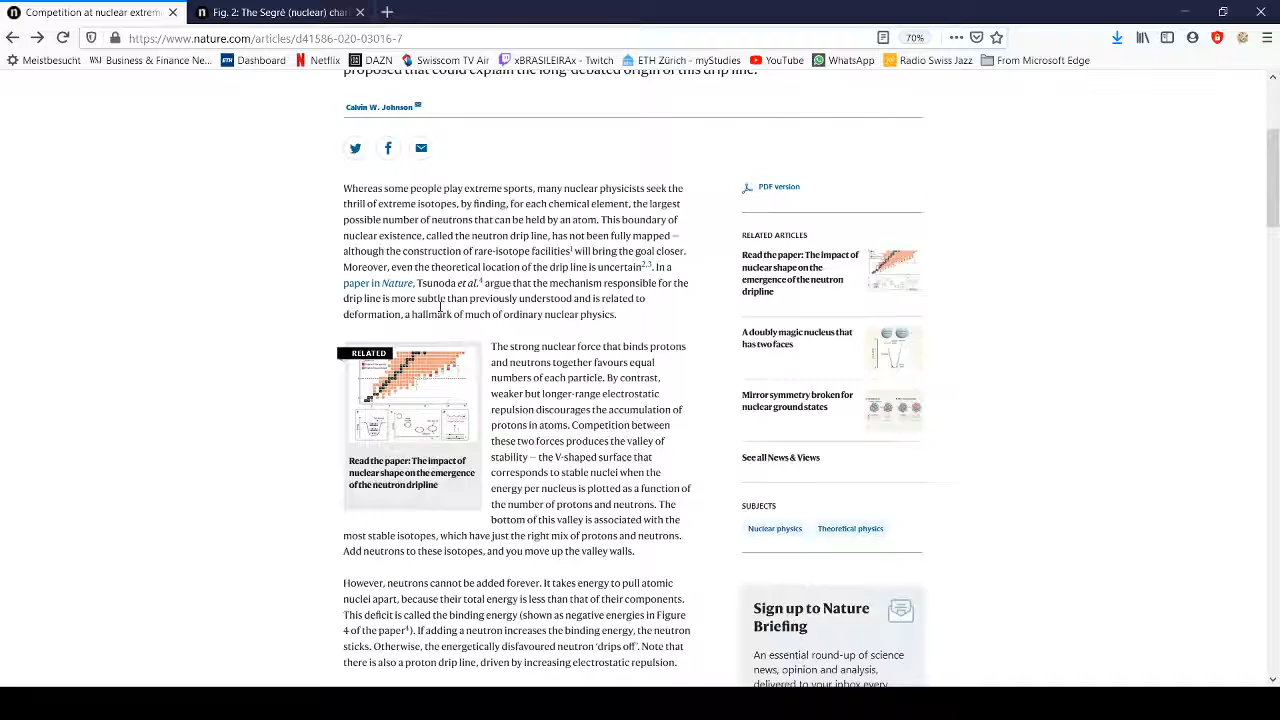 Competition at nuclear extrem
Fig. 2: The Segrè (nuclear) char
https://www.nature.com/articles/d41586-020-03016-7
70%
Meistbesucht
WJ Business & Financie...
ETH Dashboard
Netflix
DAZN
Swisscom TV Air
xBRASILEIRAx - Twitch
ETH ETH Zürich - myStudies
YouTube
WhatsApp
Radio Swiss Jazz
From Microsoft Edge
proposed that could explain the long-debated origin of this drip line.
Calvin W. Johnson
Whereas some people play extreme sports, many nuclear physicists seek the
thrill of extreme isotopes, by finding, for each chemical element, the largest
possible number of neutrons that can be held by an atom. This boundary of
nuclear existence, called the neutron drip line, has not been fully mapped —
although the construction of rare-isotope facilities1 will bring the goal closer.
Moreover, even the theoretical location of the drip line is uncertain2,3. In a
paper in Nature, Tsunoda et al.4 argue that the mechanism responsible for the
drip line is more subtle than previously understood and is related to
deformation, a hallmark of much of ordinary nuclear physics.
RELATED
Read the paper: The impact of
nuclear shape on the emergence
of the neutron dripline
The strong nuclear force that binds protons
and neutrons together favours equal
numbers of each particle. By contrast,
weaker but longer-range electrostatic
repulsion discourages the accumulation of
protons in atoms. Competition between
these two forces produces the valley of
stability — the V-shaped surface that
corresponds to stable nuclei when the
energy per nucleus is plotted as a function of
the number of protons and neutrons. The
bottom of this valley is associated with the
most stable isotopes, which have just the right mix of protons and neutrons.
Add neutrons to these isotopes, and you move up the valley walls.
However, neutrons cannot be added forever. It takes energy to pull atomic
nuclei apart, because their total energy is less than that of their components.
This deficit is called the binding energy (shown as negative energies in Figure
4 of the paper4). If adding a neutron increases the binding energy, the neutron
sticks. Otherwise, the energetically disfavoured neutron ‘drips off’. Note that
there is also a proton drip line, driven by increasing electrostatic repulsion.
PDF version
RELATED ARTICLES
Read the paper: The impact of
nuclear shape on the
emergence of the neutron
dripline
A doubly magic nucleus that
has two faces
Mirror symmetry broken for
nuclear ground states
See all News & Views
SUBJECTS
Nuclear physics
Theoretical physics
Sign up to Nature
Briefing
An essential round-up of science
news, opinion and analysis,
delivered to your inbox every